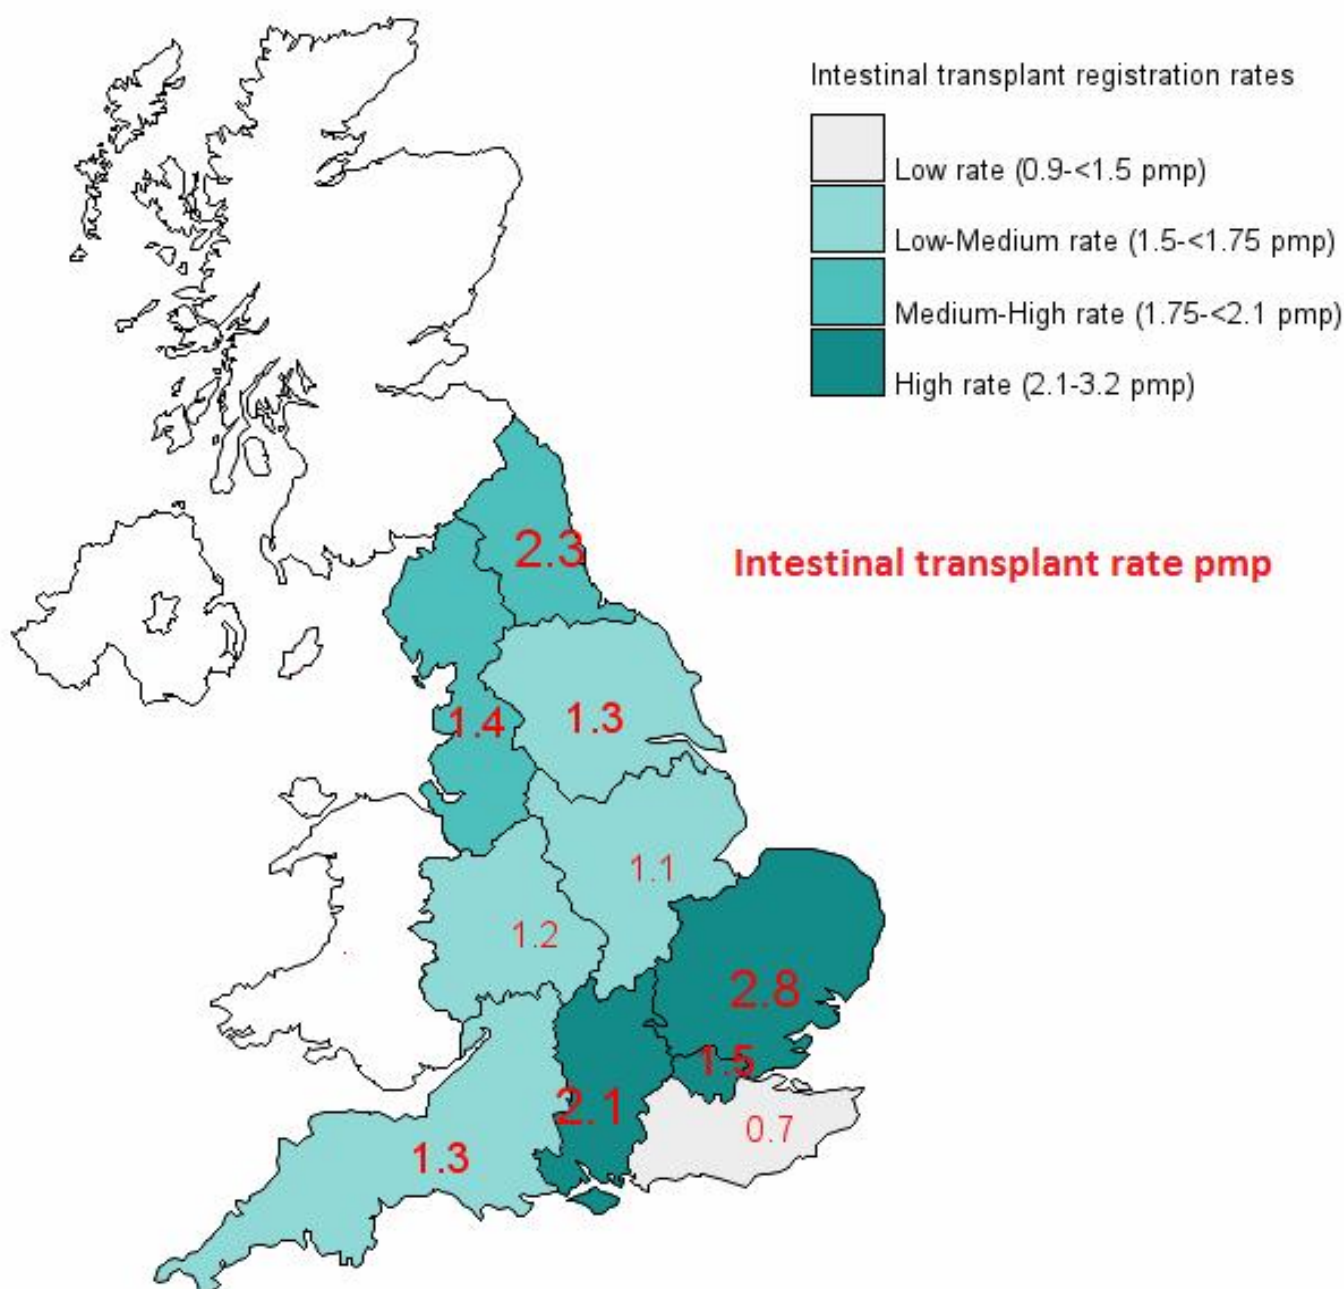 Intestinal transplant registration rates
Low rate (0.9-<1.5 pmp)
Low-Medium rate (1.5-<1.75 pmp)
Medium-High rate (1.75-<2.1 pmp)
High rate (2.1-3.2 pmp)
2.3
Intestinal transplant rate pmp
1.4
1.3
1.1
1.2
2.8
1.5
2.1
0.7
1.3